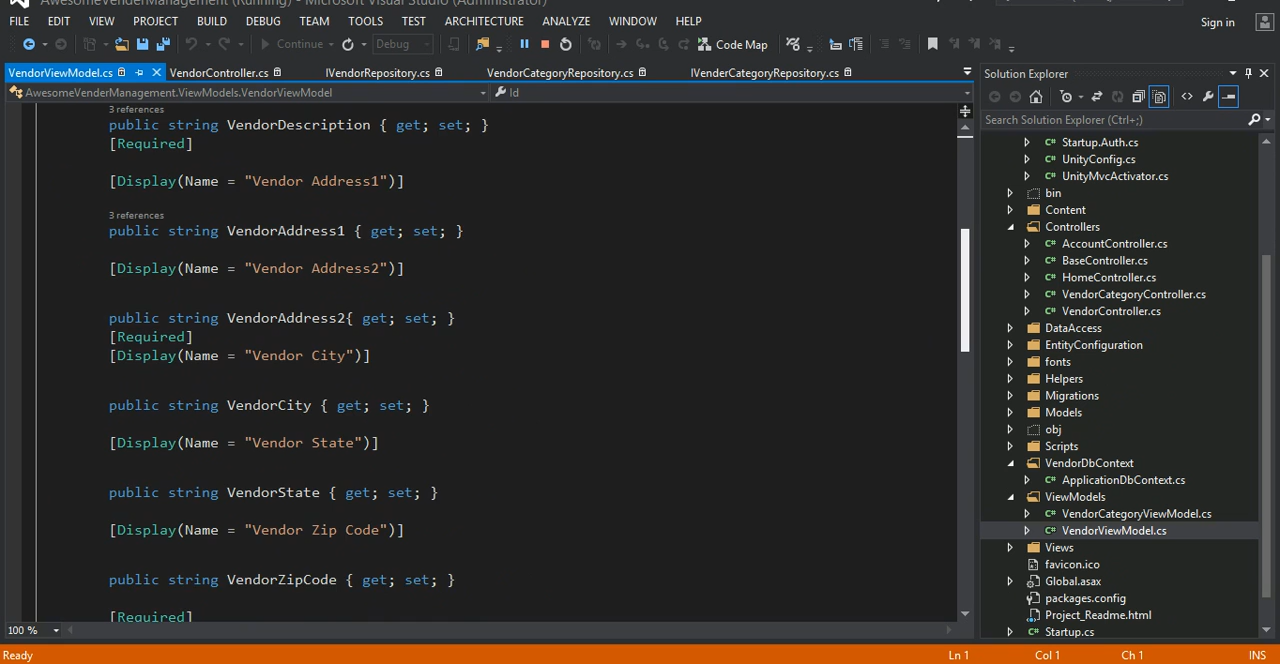 AwesomeVenderManagement (Running) - Microsoft Visual Studio (Administrator)
FILE EDIT VIEW PROJECT BUILD DEBUG TEAM TOOLS TEST ARCHITECTURE ANALYZE WINDOW HELP Sign in
Continue Debug Code Map
VendorViewModel.cs VendorController.cs IVendorRepository.cs VendorCategoryRepository.cs IVenderCategoryRepository.cs
AwesomeVenderManagement.ViewModels.VendorViewModel Id
3 references
public string VendorDescription { get; set; }
[Required]
[Display(Name = "Vendor Address1")]
3 references
public string VendorAddress1 { get; set; }
[Display(Name = "Vendor Address2")]
public string VendorAddress2{ get; set; }
[Required]
[Display(Name = "Vendor City")]
public string VendorCity { get; set; }
[Display(Name = "Vendor State")]
public string VendorState { get; set; }
[Display(Name = "Vendor Zip Code")]
public string VendorZipCode { get; set; }
[Required]
100 %
Solution Explorer
Search Solution Explorer (Ctrl+;)
C# Startup.Auth.cs
C# UnityConfig.cs
C# UnityMvcActivator.cs
bin
Content
Controllers
C# AccountController.cs
C# BaseController.cs
C# HomeController.cs
C# VendorCategoryController.cs
C# VendorController.cs
DataAccess
EntityConfiguration
fonts
Helpers
Migrations
Models
obj
Scripts
VendorDbContext
C# ApplicationDbContext.cs
ViewModels
C# VendorCategoryViewModel.cs
C# VendorViewModel.cs
Views
favicon.ico
Global.asax
packages.config
Project_Readme.html
C# Startup.cs
Ready Ln 1 Col 1 Ch 1 INS